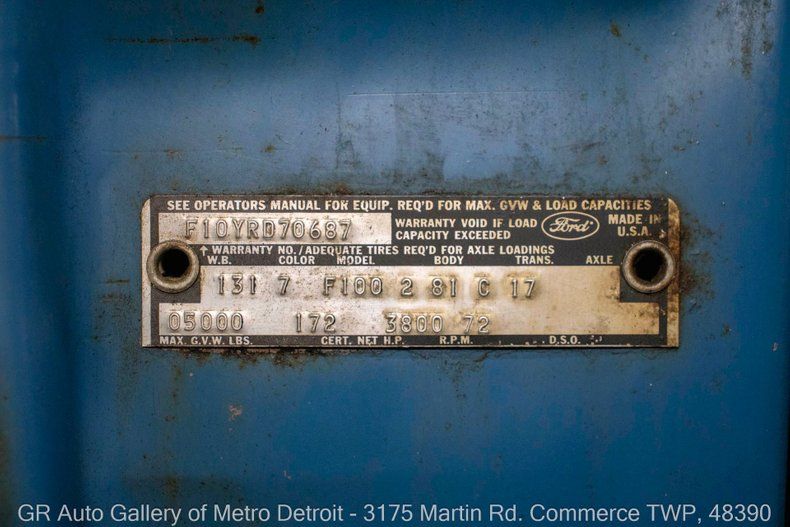 SEE OPERATORS MANUAL FOR EQUIP. REQ'D FOR MAX. GVW & LOAD CAPACITIES
F10YRD70687 WARRANTY VOID IF LOAD CAPACITY EXCEEDED Ford MADE IN U.S.A.
↑ WARRANTY NO./ADEQUATE TIRES REQ'D FOR AXLE LOADINGS
W.B. COLOR MODEL BODY TRANS. AXLE
131 7 F100 2 81 C 17
05000 172 3800 72
MAX. G.V.W. LBS. CERT. NET H.P. R.P.M. D.S.O.
GR Auto Gallery of Metro Detroit - 3175 Martin Rd. Commerce TWP, 48390